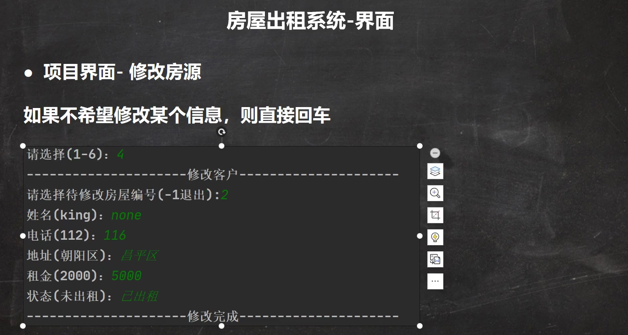 房屋出租系统-界面
● 项目界面- 修改房源
如果不希望修改某个信息，则直接回车
请选择(1-6): 4
---------------------修改客户---------------------
请选择待修改房屋编号(-1退出):2
姓名(king): none
电话(112): 116
地址(朝阳区): 昌平区
租金(2000): 5000
状态(未出租): 已出租
---------------------修改完成---------------------